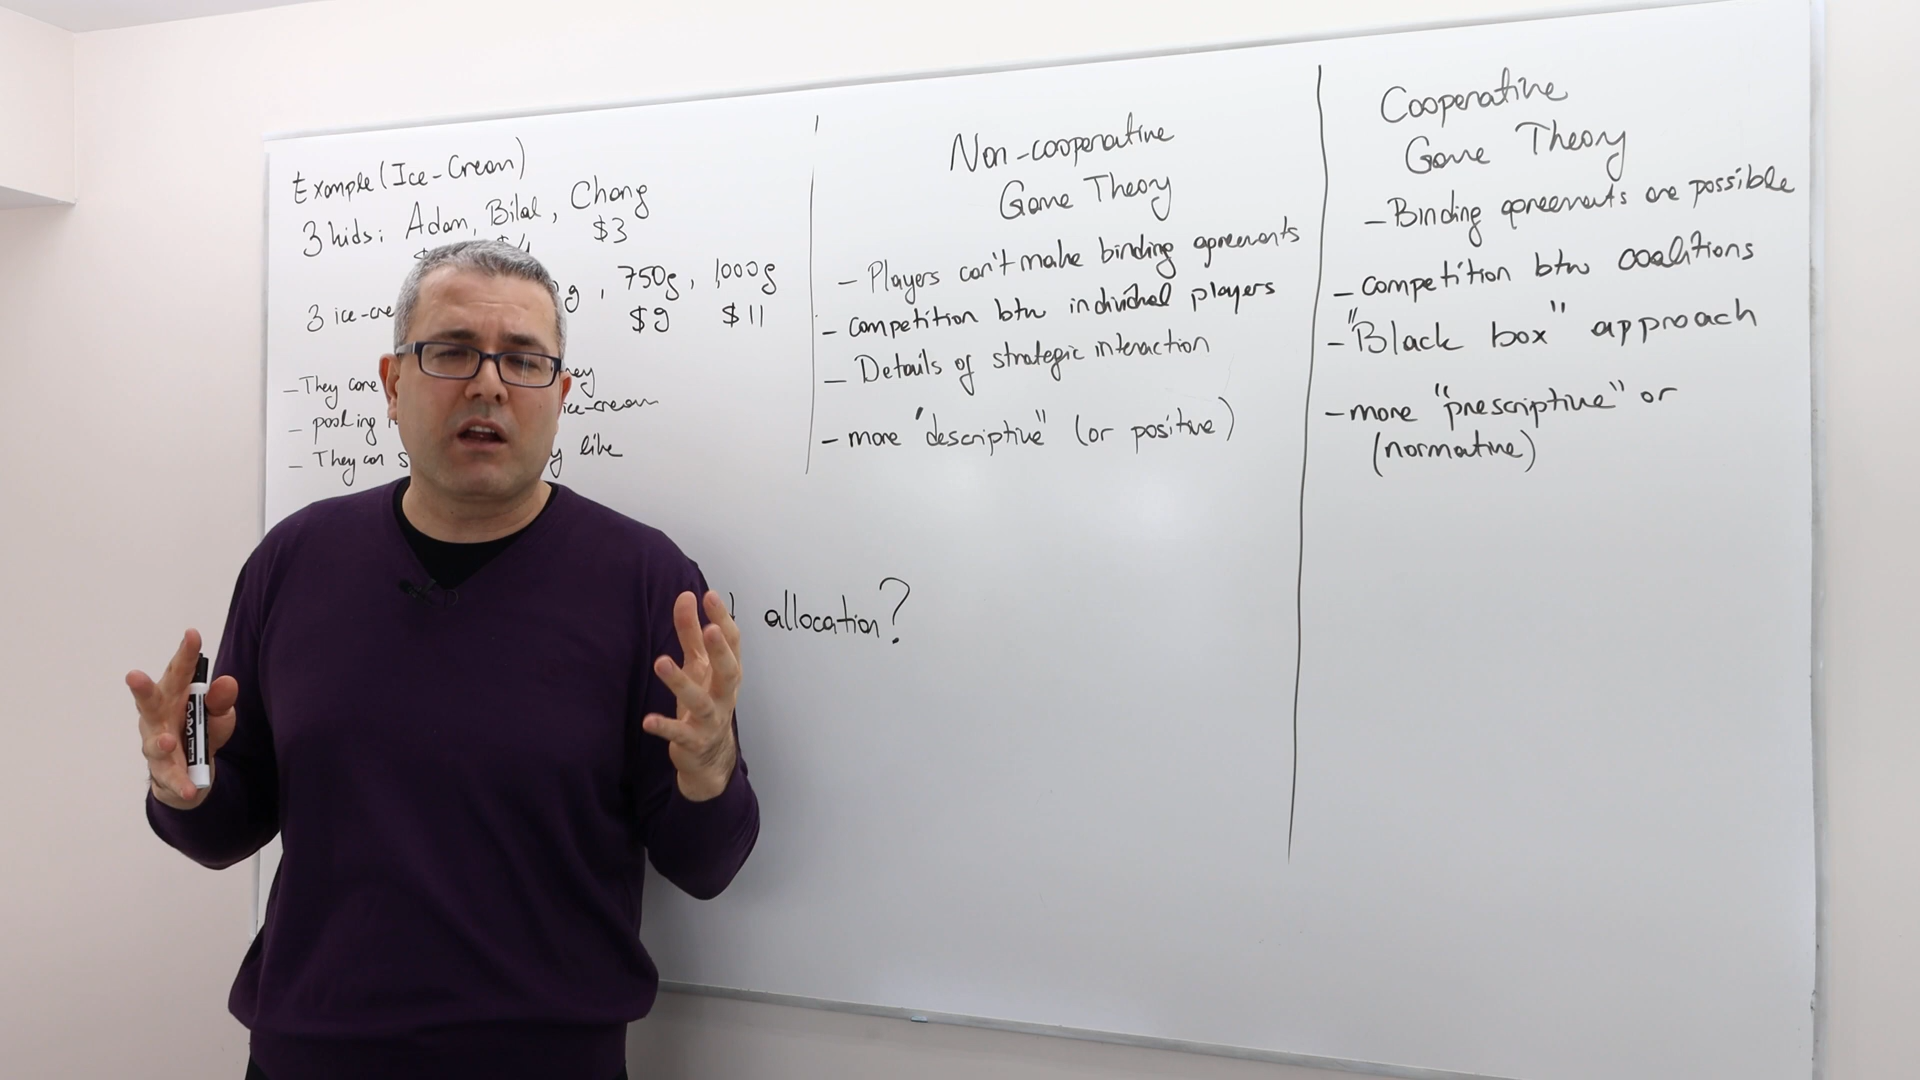 Example (Ice-Cream)
3 kids: Adam, Bilal, Chang
$4 $3
3 ice-cre g, 750g, 1000g
$9 $11
- They care
- pooling ice-cream
- They can like
allocation?
Non-cooperative
Game Theory
- Players can't make binding agreements
- competition btw individual players
- Details of strategic interaction
- more "descriptive" (or positive)
Cooperative
Game Theory
- Binding agreements are possible
- competition btw coalitions
- "Black box" approach
- more "prescriptive" or
(normative)